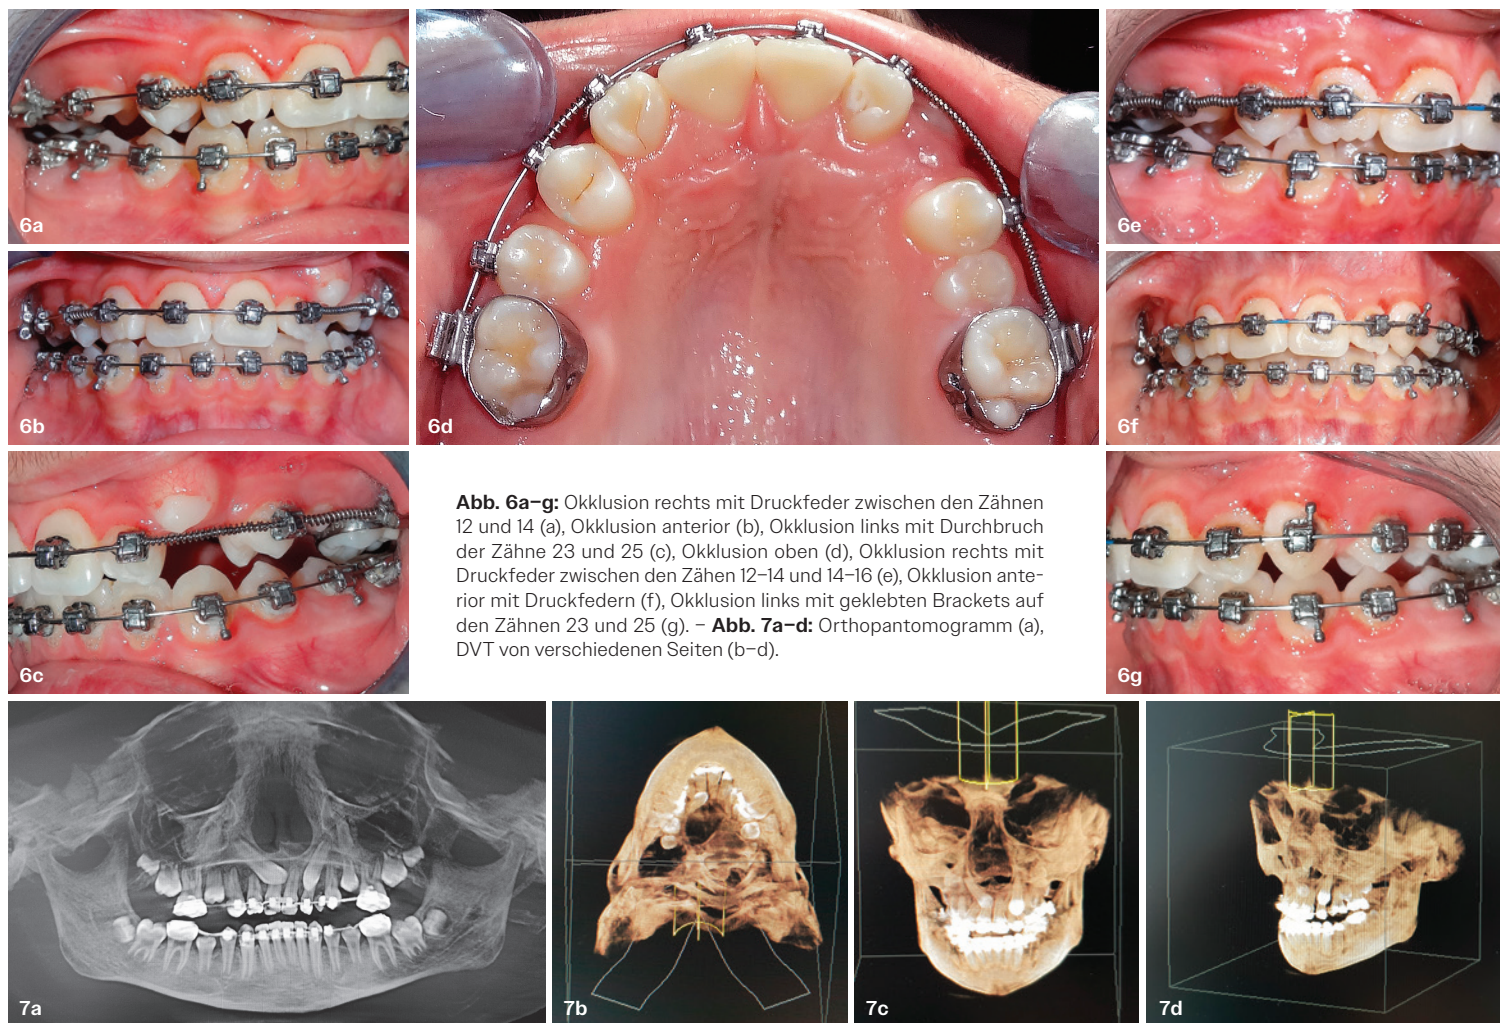 6a
6b
6c
6d
6e
6f
6g
Abb. 6a–g: Okklusion rechts mit Druckfeder zwischen den Zähnen
12 und 14 (a), Okklusion anterior (b), Okklusion links mit Durchbruch
der Zähne 23 und 25 (c), Okklusion oben (d), Okklusion rechts mit
Druckfeder zwischen den Zähen 12–14 und 14–16 (e), Okklusion ante-
rior mit Druckfedern (f), Okklusion links mit geklebten Brackets auf
den Zähnen 23 und 25 (g). – Abb. 7a–d: Orthopantomogramm (a),
DVT von verschiedenen Seiten (b–d).
7a
7b
7c
7d